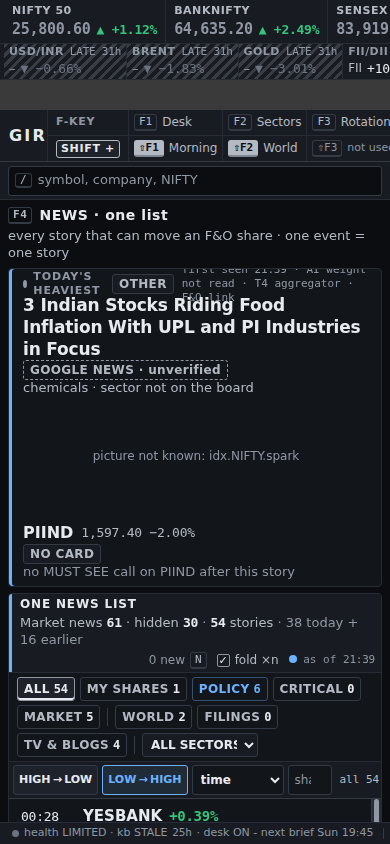 NIFTY 50 BANKNIFTY SENSEX
25,800.60 ▲ +1.12% 64,635.20 ▲ +2.49% 83,919
USD/INR LATE 31h BRENT LATE 31h GOLD LATE 31h FII/DII
– ▼ −0.66% – ▼ −1.83% – ▼ −3.01% FII +10
GIR
F-KEY F1 Desk F2 Sectors F3 Rotation
SHIFT + ⇧F1 Morning ⇧F2 World ⇧F3 not used
/ symbol, company, NIFTY
F4 NEWS · one list
every story that can move an F&O share · one event =
one story
TODAY'S HEAVIEST OTHER
first seen 21:39 · AI weight
not read · T4 aggregator ·
F&O link
3 Indian Stocks Riding Food
Inflation With UPL and PI Industries
in Focus
GOOGLE NEWS · unverified
chemicals · sector not on the board
picture not known: idx.NIFTY.spark
PIIND 1,597.40 −2.00%
NO CARD
no MUST SEE call on PIIND after this story
ONE NEWS LIST
Market news 61 · hidden 30 · 54 stories · 38 today +
16 earlier
0 new N ✓ fold ×n as of 21:39
ALL 54 MY SHARES 1 POLICY 6 CRITICAL 0
MARKET 5 WORLD 2 FILINGS 0
TV & BLOGS 4 ALL SECTORS
HIGH→LOW LOW→HIGH time all 54
00:28 YESBANK +0.39%
health LIMITED · kb STALE 25h · desk ON - next brief Sun 19:45